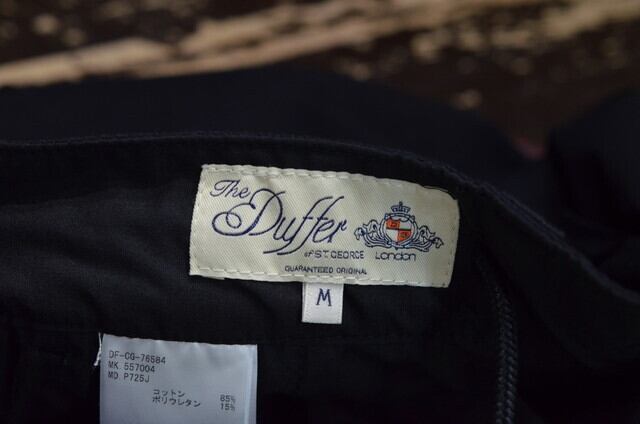 The
Duffer
of ST.GEORGE London
GUARANTEED ORIGINAL
M
DF-CG-76584
MK.557004
MD.P725J
コットン 85%
ポリウレタン 15%